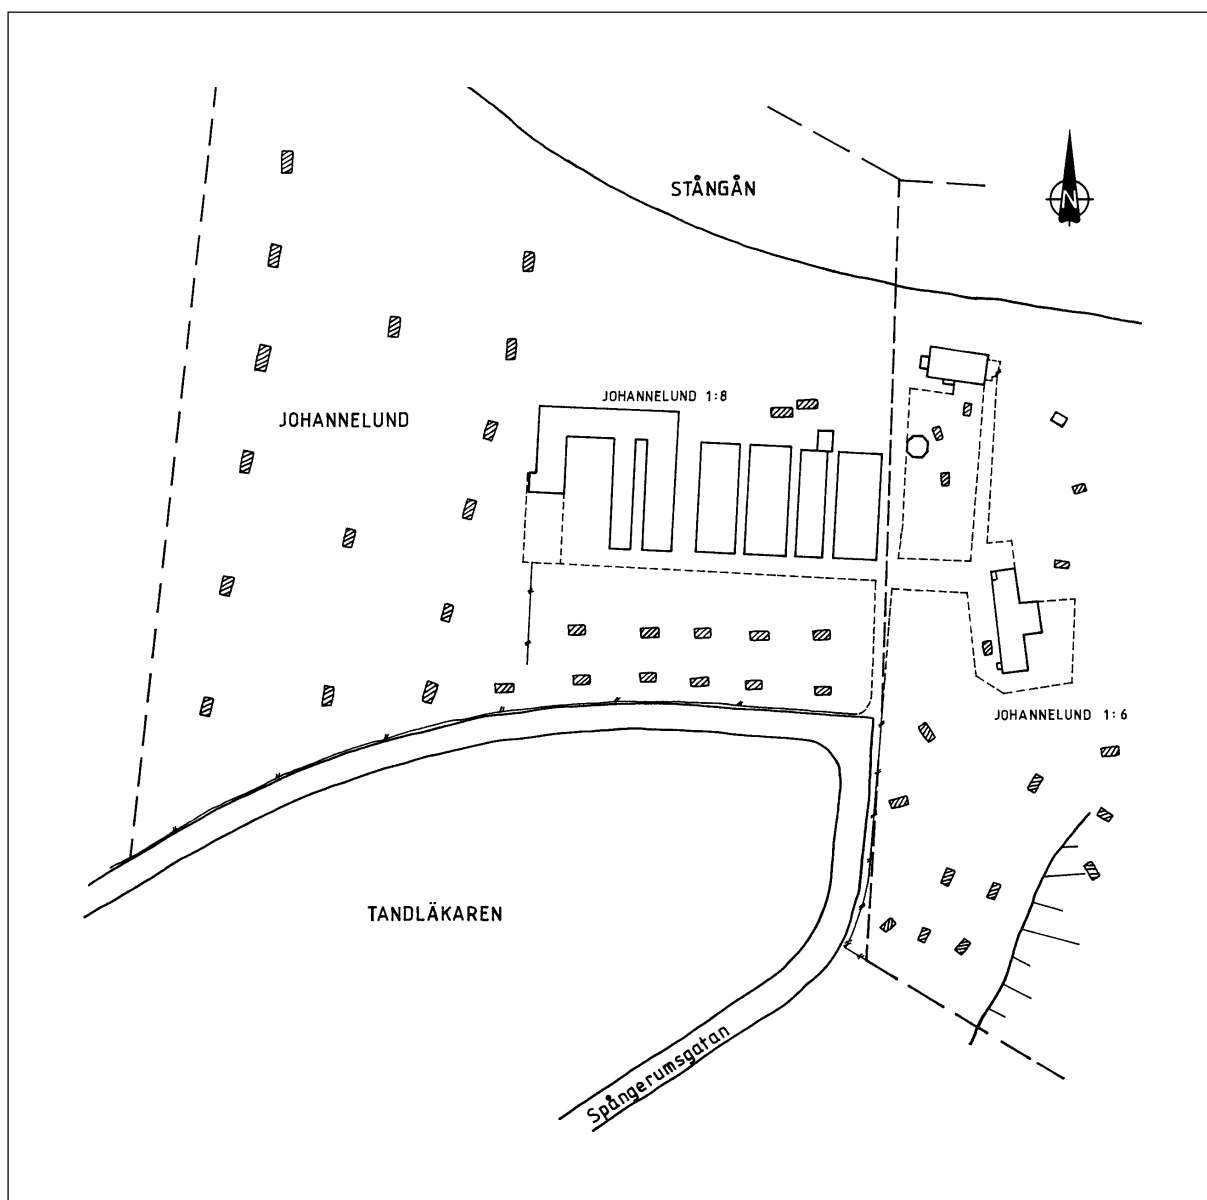 STÅNGÅN
N
JOHANNELUND 1:8
JOHANNELUND
JOHANNELUND 1:6
TANDLÄKAREN
Spångerumsgatan